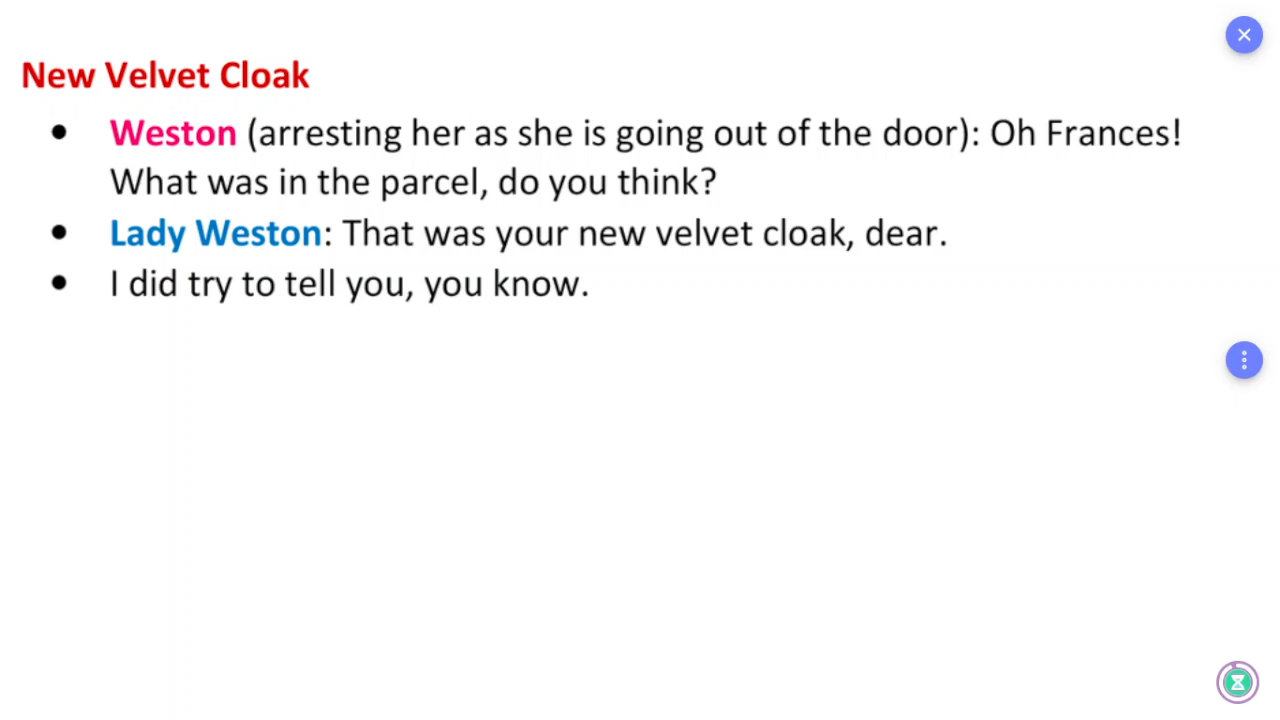 New Velvet Cloak
• Weston (arresting her as she is going out of the door): Oh Frances!
What was in the parcel, do you think?
• Lady Weston: That was your new velvet cloak, dear.
• I did try to tell you, you know.